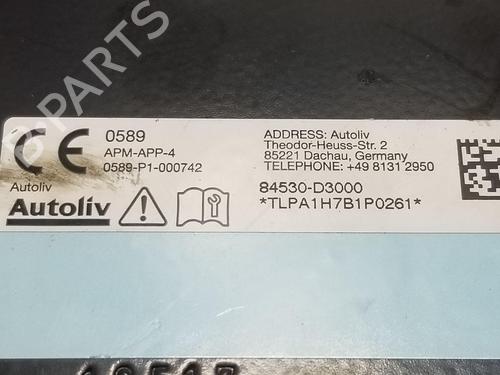 B-PARTS
CE 0589
APM-APP-4
0589-P1-000742
Autoliv
Autoliv
ADDRESS: Autoliv
Theodor-Heuss-Str. 2
85221 Dachau, Germany
TELEPHONE: +49 8131 2950
84530-D3000
*TLPA1H7B1P0261*